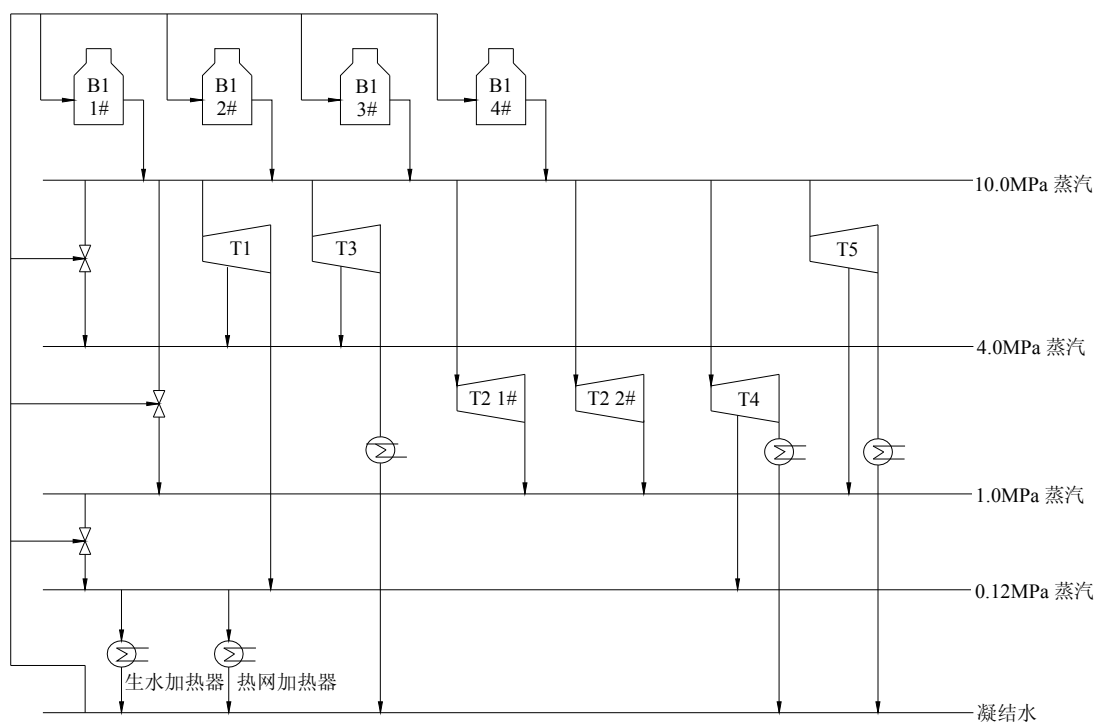 B1
1#
B1
2#
B1
3#
B1
4#
10.0MPa 蒸汽
T1
T3
T5
4.0MPa 蒸汽
T2 1#
T2 2#
T4
1.0MPa 蒸汽
0.12MPa 蒸汽
生水加热器
热网加热器
凝结水